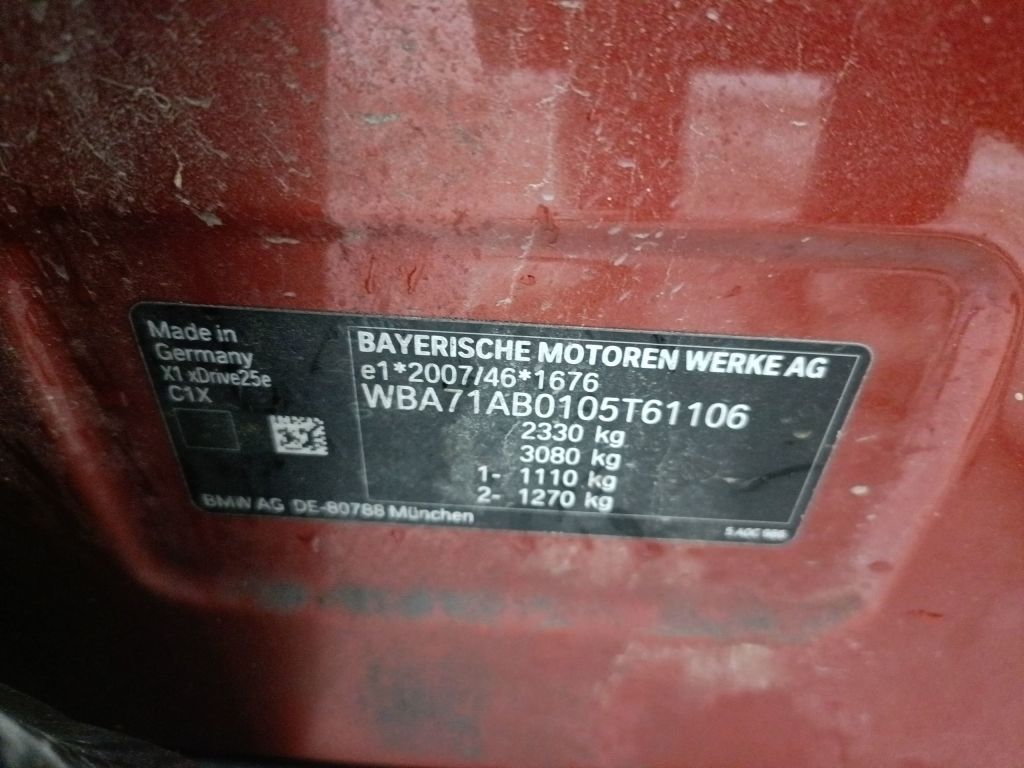 Made in
Germany
X1 xDrive25e
C1X
BAYERISCHE MOTOREN WERKE AG
e1*2007/46*1676
WBA71AB0105T61106
2330 kg
3080 kg
1- 1110 kg
2- 1270 kg
BMW AG DE-80788 München